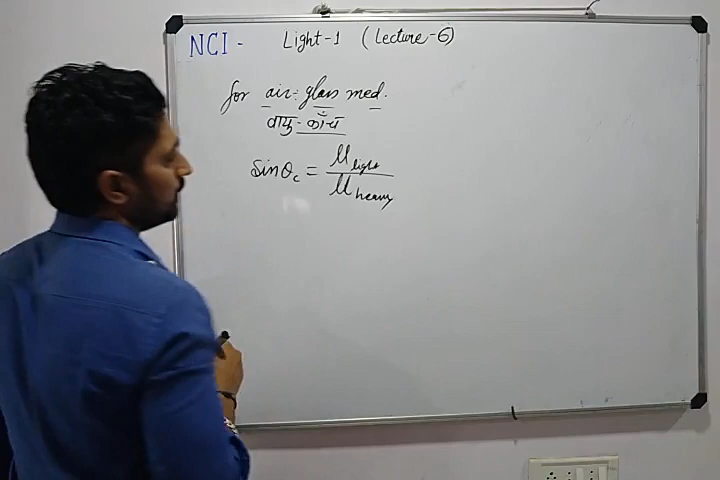 NCI - Light-1 (Lecture-6)
for air: glass med.
वायु - काँच
Sinθc = μlight / μheavy